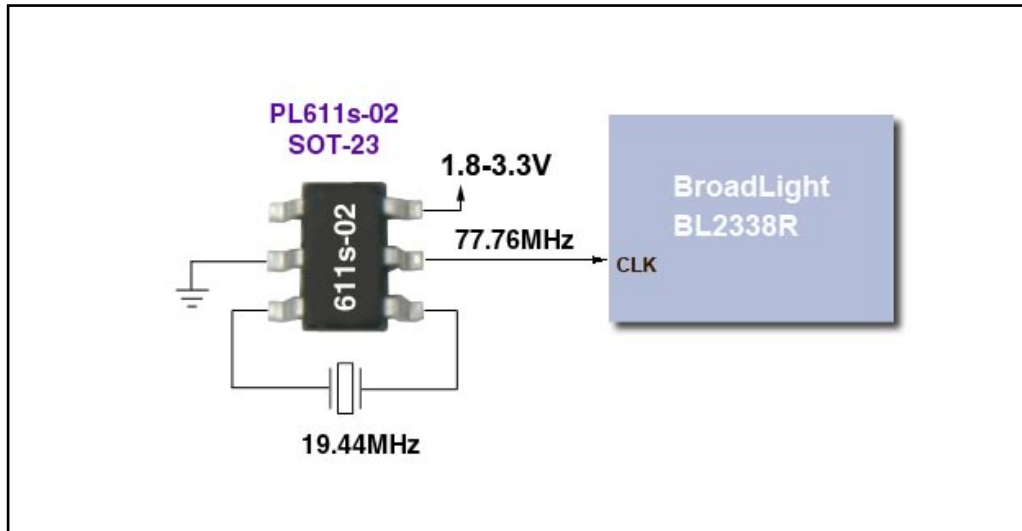 PL611s-02
SOT-23
1.8-3.3V
611s-02
77.76MHz
BroadLight
BL2338R
CLK
19.44MHz